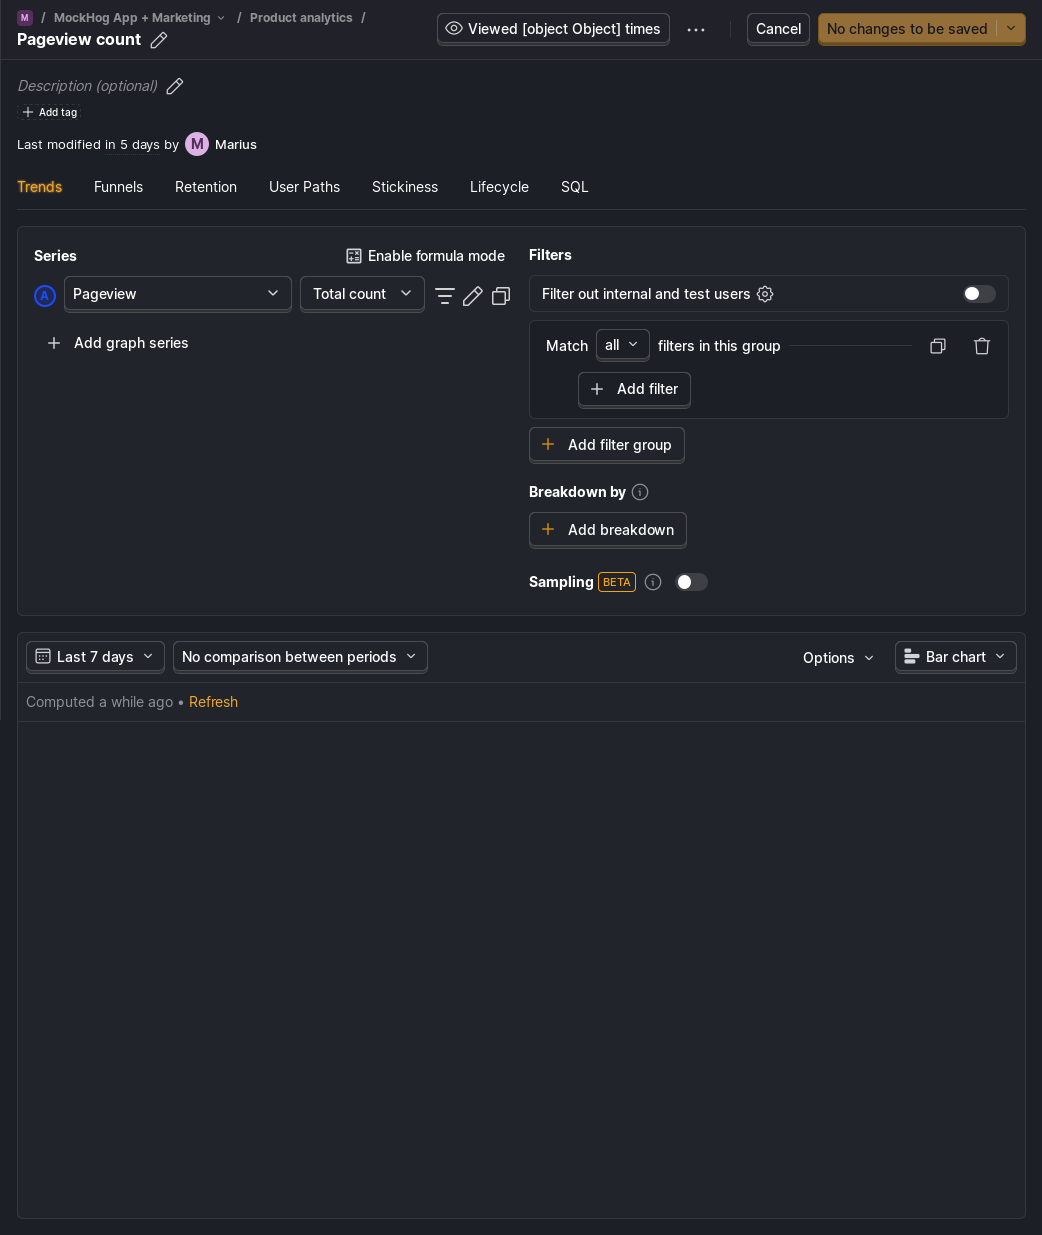 M / MockHog App + Marketing / Product analytics /
Pageview count
Viewed [object Object] times
Cancel
No changes to be saved
Description (optional)
Add tag
Last modified in 5 days by M Marius
Trends Funnels Retention User Paths Stickiness Lifecycle SQL
Series
Enable formula mode
A Pageview Total count
Add graph series
Filters
Filter out internal and test users
Match all filters in this group
Add filter
Add filter group
Breakdown by
Add breakdown
Sampling BETA
Last 7 days No comparison between periods Options Bar chart
Computed a while ago • Refresh